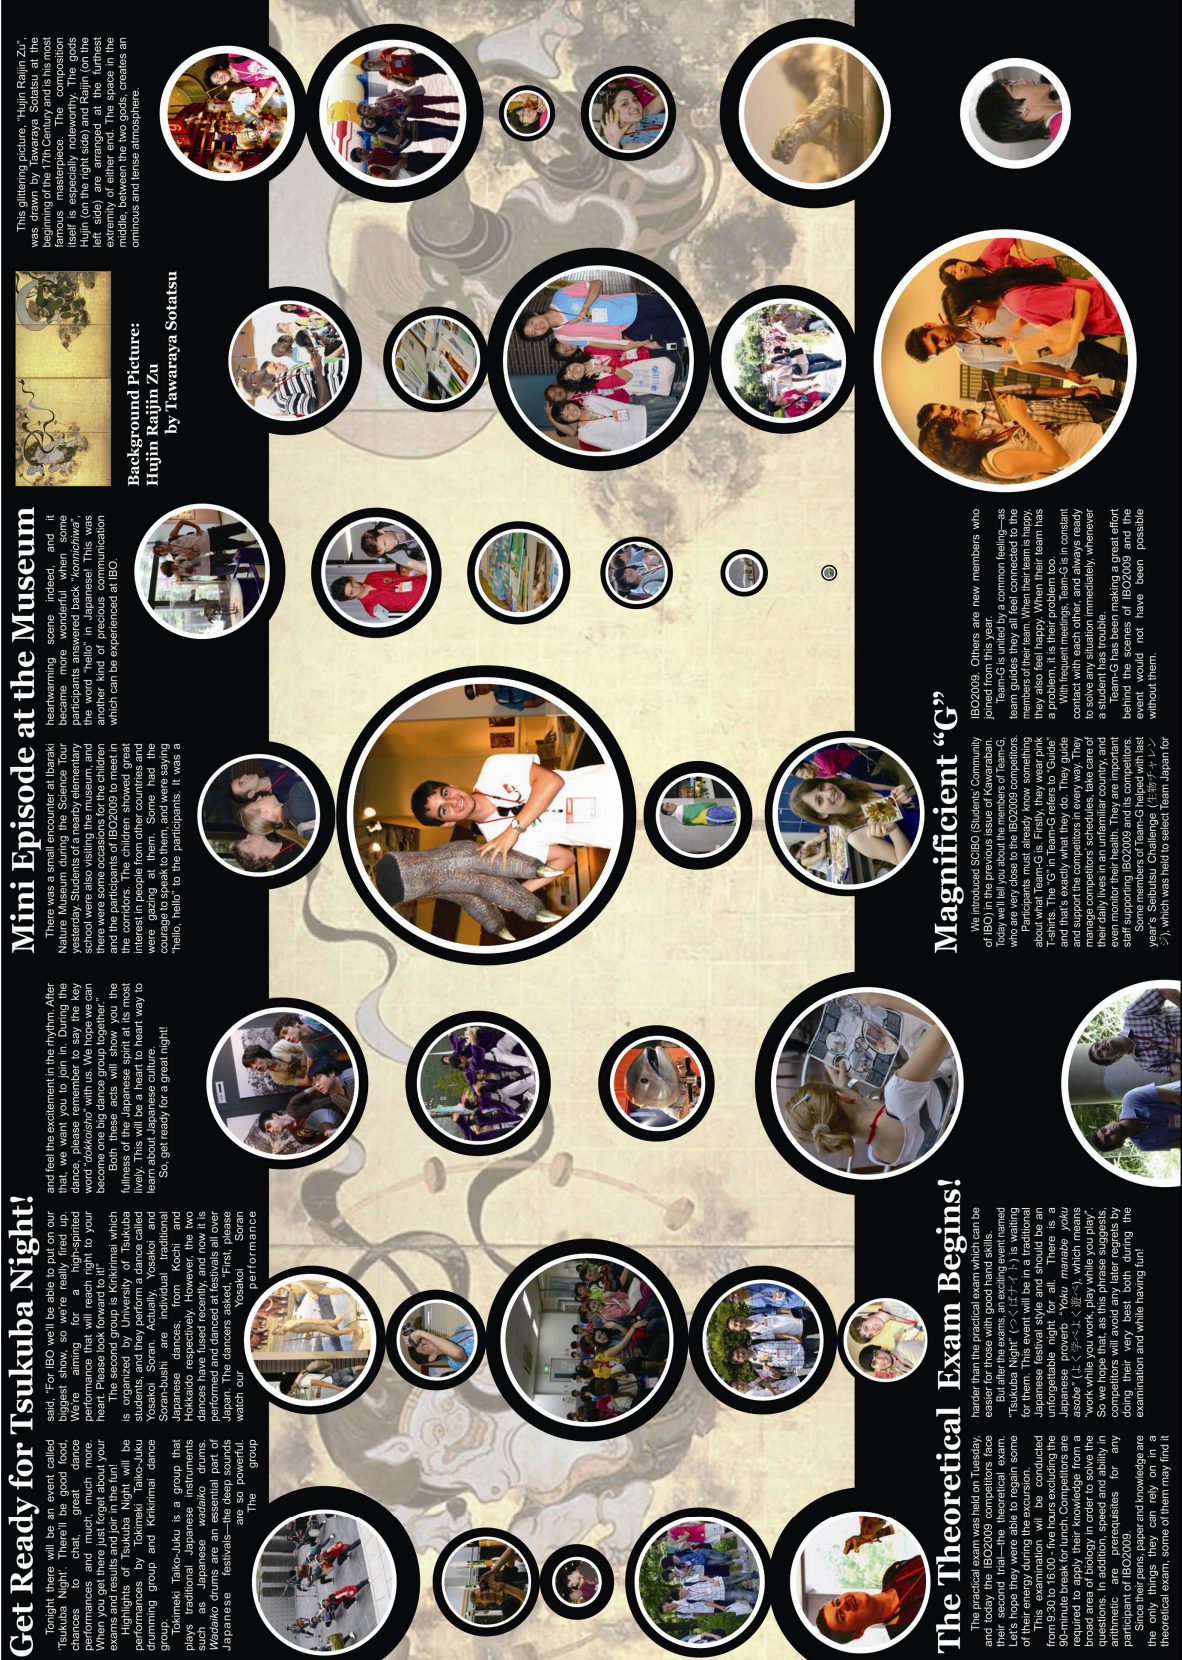 Get Ready for Tsukuba Night!
Tonight there will be an event called
‘Tsukuba Night’. There’ll be good food,
chances to chat, great dance
performances and much, much more.
When you get there just forget about your
exams and results and join in the fun!
Highlights of Tsukuba Night will be
performances by Tokimeki Taiko-Juku
drumming group and Kirikirimai dance
group.
Tokimeki Taiko-Juku is a group that
plays traditional Japanese instruments
such as Japanese wadaiko drums.
Wadaiko drums are an essential part of
Japanese festivals—the deep sounds
are so powerful.
The group
said, “For IBO we’ll be able to put on our
biggest show, so we’re really fired up.
We’re aiming for a high-spirited
performance that will reach right to your
heart. Please look forward to it!”
The second group is Kirikirimai which
is organized by University of Tsukuba
students, and they perform a dance called
Yosakoi Soran. Actually, Yosakoi and
Soran-bushi are individual traditional
Japanese dances, from Kochi and
Hokkaido respectively. However, the two
dances have fused recently, and now it is
performed and danced at festivals all over
Japan. The dancers asked, “First, please
watch our Yosakoi Soran
performance
and feel the excitement in the rhythm. After
that, we want you to join in. During the
dance, please remember to say the key
word “dokkoisho” with us. We hope we can
become one big dance group together.”
Both these acts will show you the
fullness of the Japanese spirit at its most
lively. This will be a heart to heart way to
learn about Japanese culture.
So, get ready for a great night!
Mini Episode at the Museum
There was a small encounter at Ibaraki
Nature Museum during the Science Tour
yesterday. Students of a nearby elementary
school were also visiting the museum, and
there were some occasions for the children
and the participants of IBO2009 to meet in
the corridors. The children showed great
interest in people from other countries and
were gazing at them. Some had the
courage to speak to them, and were saying
“hello, hello” to the participants. It was a
heartwarming scene indeed, and it
became more wonderful when some
participants answered back “konnichiwa”,
the word “hello” in Japanese! This was
another kind of precious communication
which can be experienced at IBO.
Background Picture:
Hujin Raijin Zu
by Tawaraya Sotatsu
This glittering picture, “Hujin Raijin Zu”,
was drawn by Tawaraya Sotatsu at the
beginning of the 17th Century and is his most
famous masterpiece. The composition
itself is especially noteworthy. The gods
Hujin (on the right side) and Raijin (on the
left side) are arranged at the furthest
extremity of either end. The space in the
middle, between the two gods, creates an
ominous and tense atmosphere.
The Theoretical Exam Begins!
The practical exam was held on Tuesday,
and today the IBO2009 competitors face
their second trial—the theoretical exam.
Let’s hope they were able to regain some
of their energy during the excursion.
This examination will be conducted
from 9:30 to 16:00 - five hours excluding the
90-minute break for lunch. Competitors are
required to apply their knowledge from a
broad area of biology in order to solve the
questions. In addition, speed and ability in
arithmetic are prerequisites for any
participant of IBO2009.
Since their pens, paper and knowledge are
the only things they can rely on in a
theoretical exam, some of them may find it
harder than the practical exam which can be
easier for those with good hand skills.
But after the exams, an exciting event named
“Tsukuba Night” (つくばナイト) is waiting
for them. This event will be in a traditional
Japanese festival style and should be an
unforgettable night for all. There is a
Japanese proverb “Yoku manabe yoku
asobe” (よく学べよく遊べ), which means
“work while you work, play while you play”.
So we hope that, as this phrase suggests,
competitors will avoid any later regrets by
doing their very best both during the
examination and while having fun!
Magnificient “G”
We introduced SCIBO (Students’ Community
of IBO) in the previous issue of Kawaraban.
Today we’ll tell you about the members of Team-G,
who are very close to the IBO2009 competitors.
Participants must already know something
about what Team-G is. Firstly, they wear pink
T-shirts. The “G” in Team-G refers to “Guide”
and that’s exactly what they do. They guide
and support the competitors in every way. They
manage competitors’ schedules, take care of
their daily lives in an unfamiliar country, and
even monitor their health. They are important
staff supporting IBO2009 and its competitors.
Some members of Team-G helped with last
year’s Seibutsu Challenge (生物チャレン
ジ), which was held to select Team Japan for
IBO2009. Others are new members who
joined from this year.
Team-G is united by a common feeling—as
team guides they all feel connected to the
members of their team. When their team is happy,
they also feel happy. When their team has
a problem, it is their problem too.
With frequent meetings, Team-G is in constant
contact with each other, and always ready
to solve any situation immediately, whenever
a student has trouble.
Team-G has been making a great effort
behind the scenes of IBO2009 and the
event would not have been possible
without them.